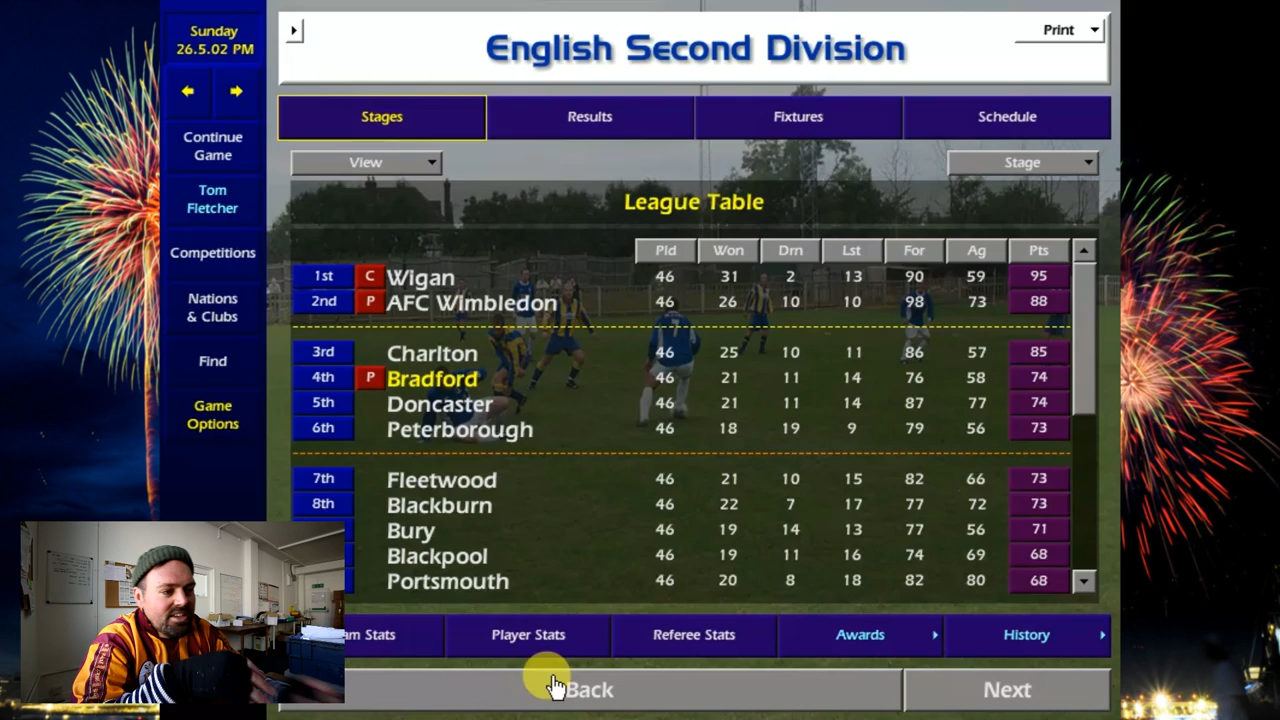 Sunday
26.5.02 PM
Continue
Game
Tom
Fletcher
Competitions
Nations
& Clubs
Find
Game
Options
English Second Division
Print
Stages Results Fixtures Schedule
View Stage
League Table
Pld Won Drn Lst For Ag Pts
1st C Wigan 46 31 2 13 90 59 95
2nd P AFC Wimbledon 46 26 10 10 98 73 88
3rd Charlton 46 25 10 11 86 57 85
4th P Bradford 46 21 11 14 76 58 74
5th Doncaster 46 21 11 14 87 77 74
6th Peterborough 46 18 19 9 79 56 73
7th Fleetwood 46 21 10 15 82 66 73
8th Blackburn 46 22 7 17 77 72 73
Bury 46 19 14 13 77 56 71
Blackpool 46 19 11 16 74 69 68
Portsmouth 46 20 8 18 82 80 68
am Stats Player Stats Referee Stats Awards History
Back Next